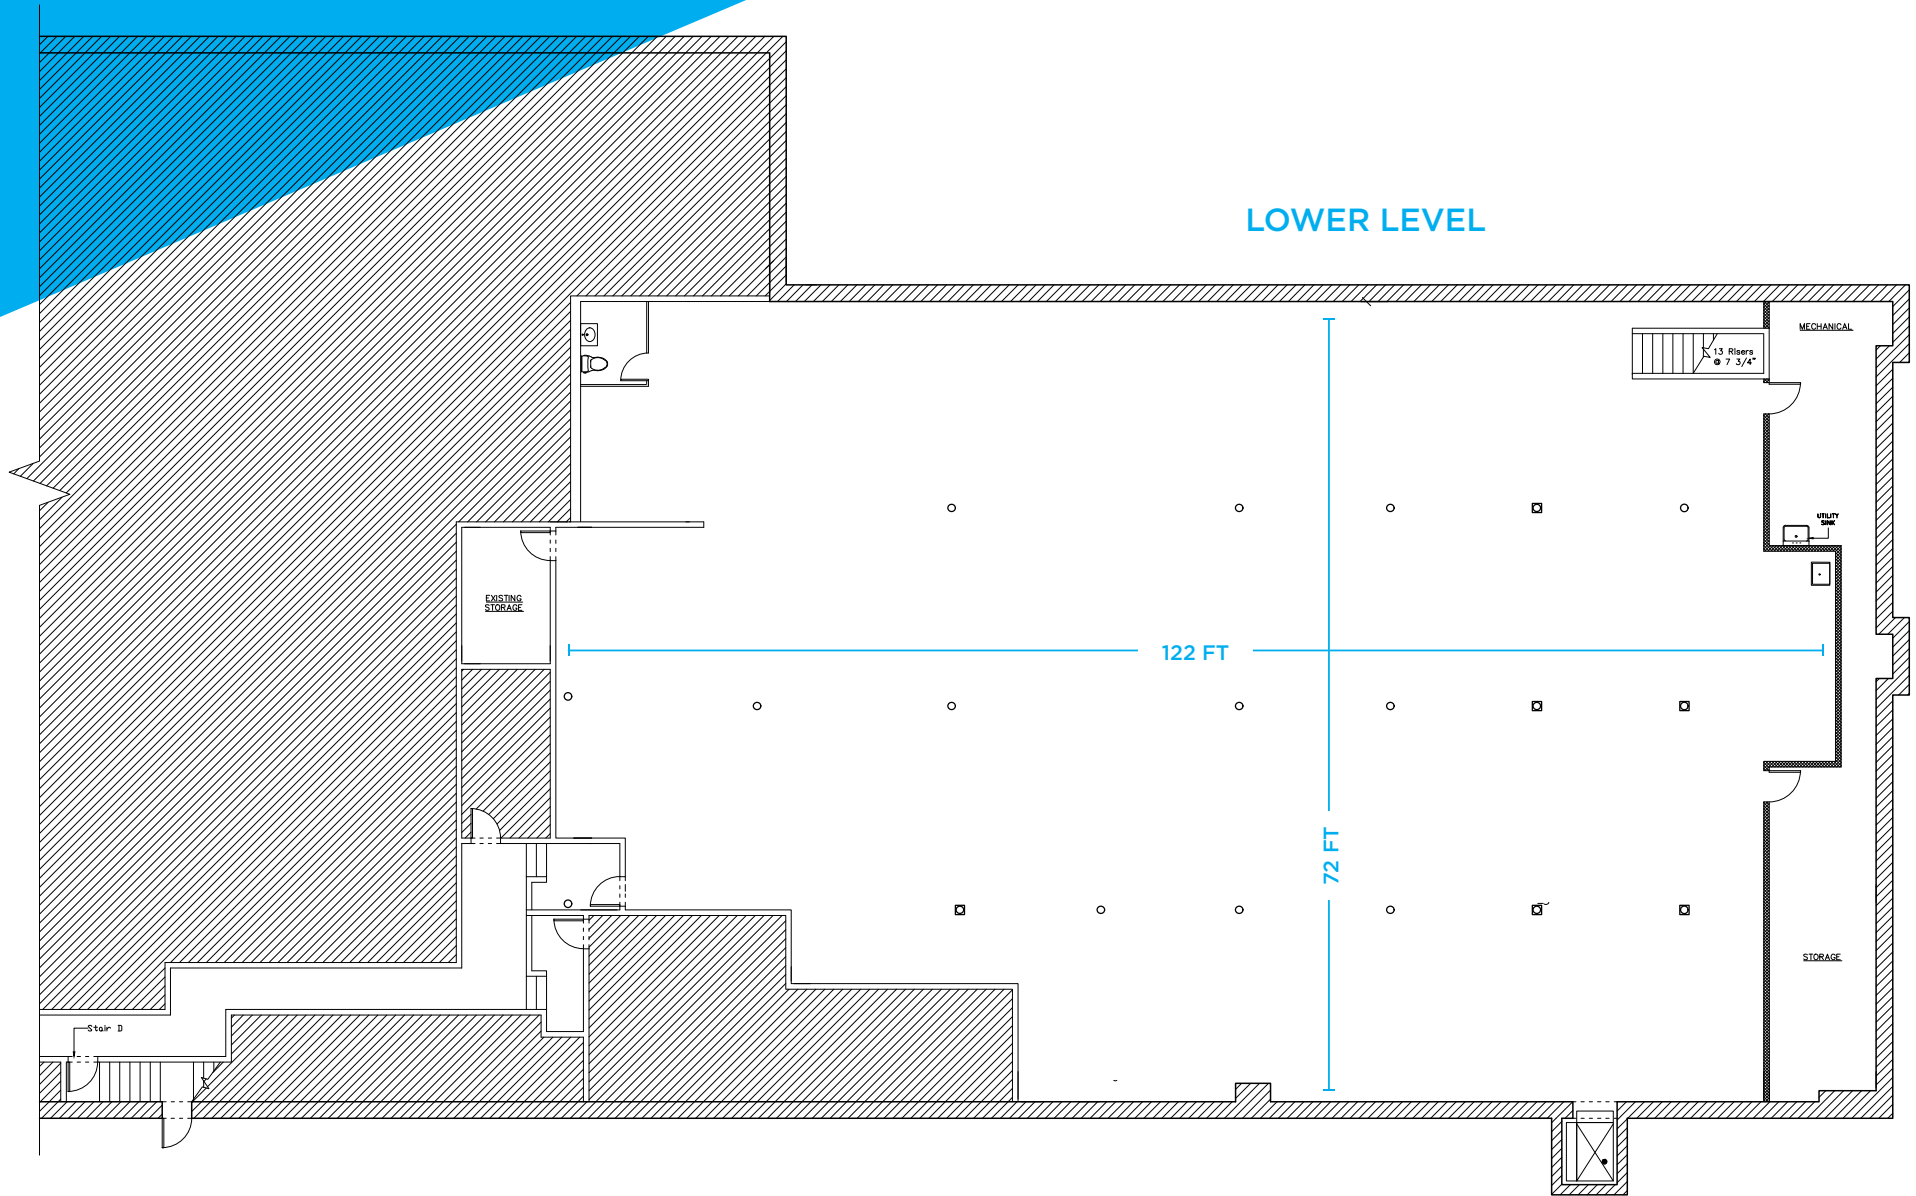 LOWER LEVEL
MECHANICAL
13 Risers
@ 7 3/4"
UTILITY
SINK
EXISTING
STORAGE
122 FT
72 FT
STORAGE
Stair D